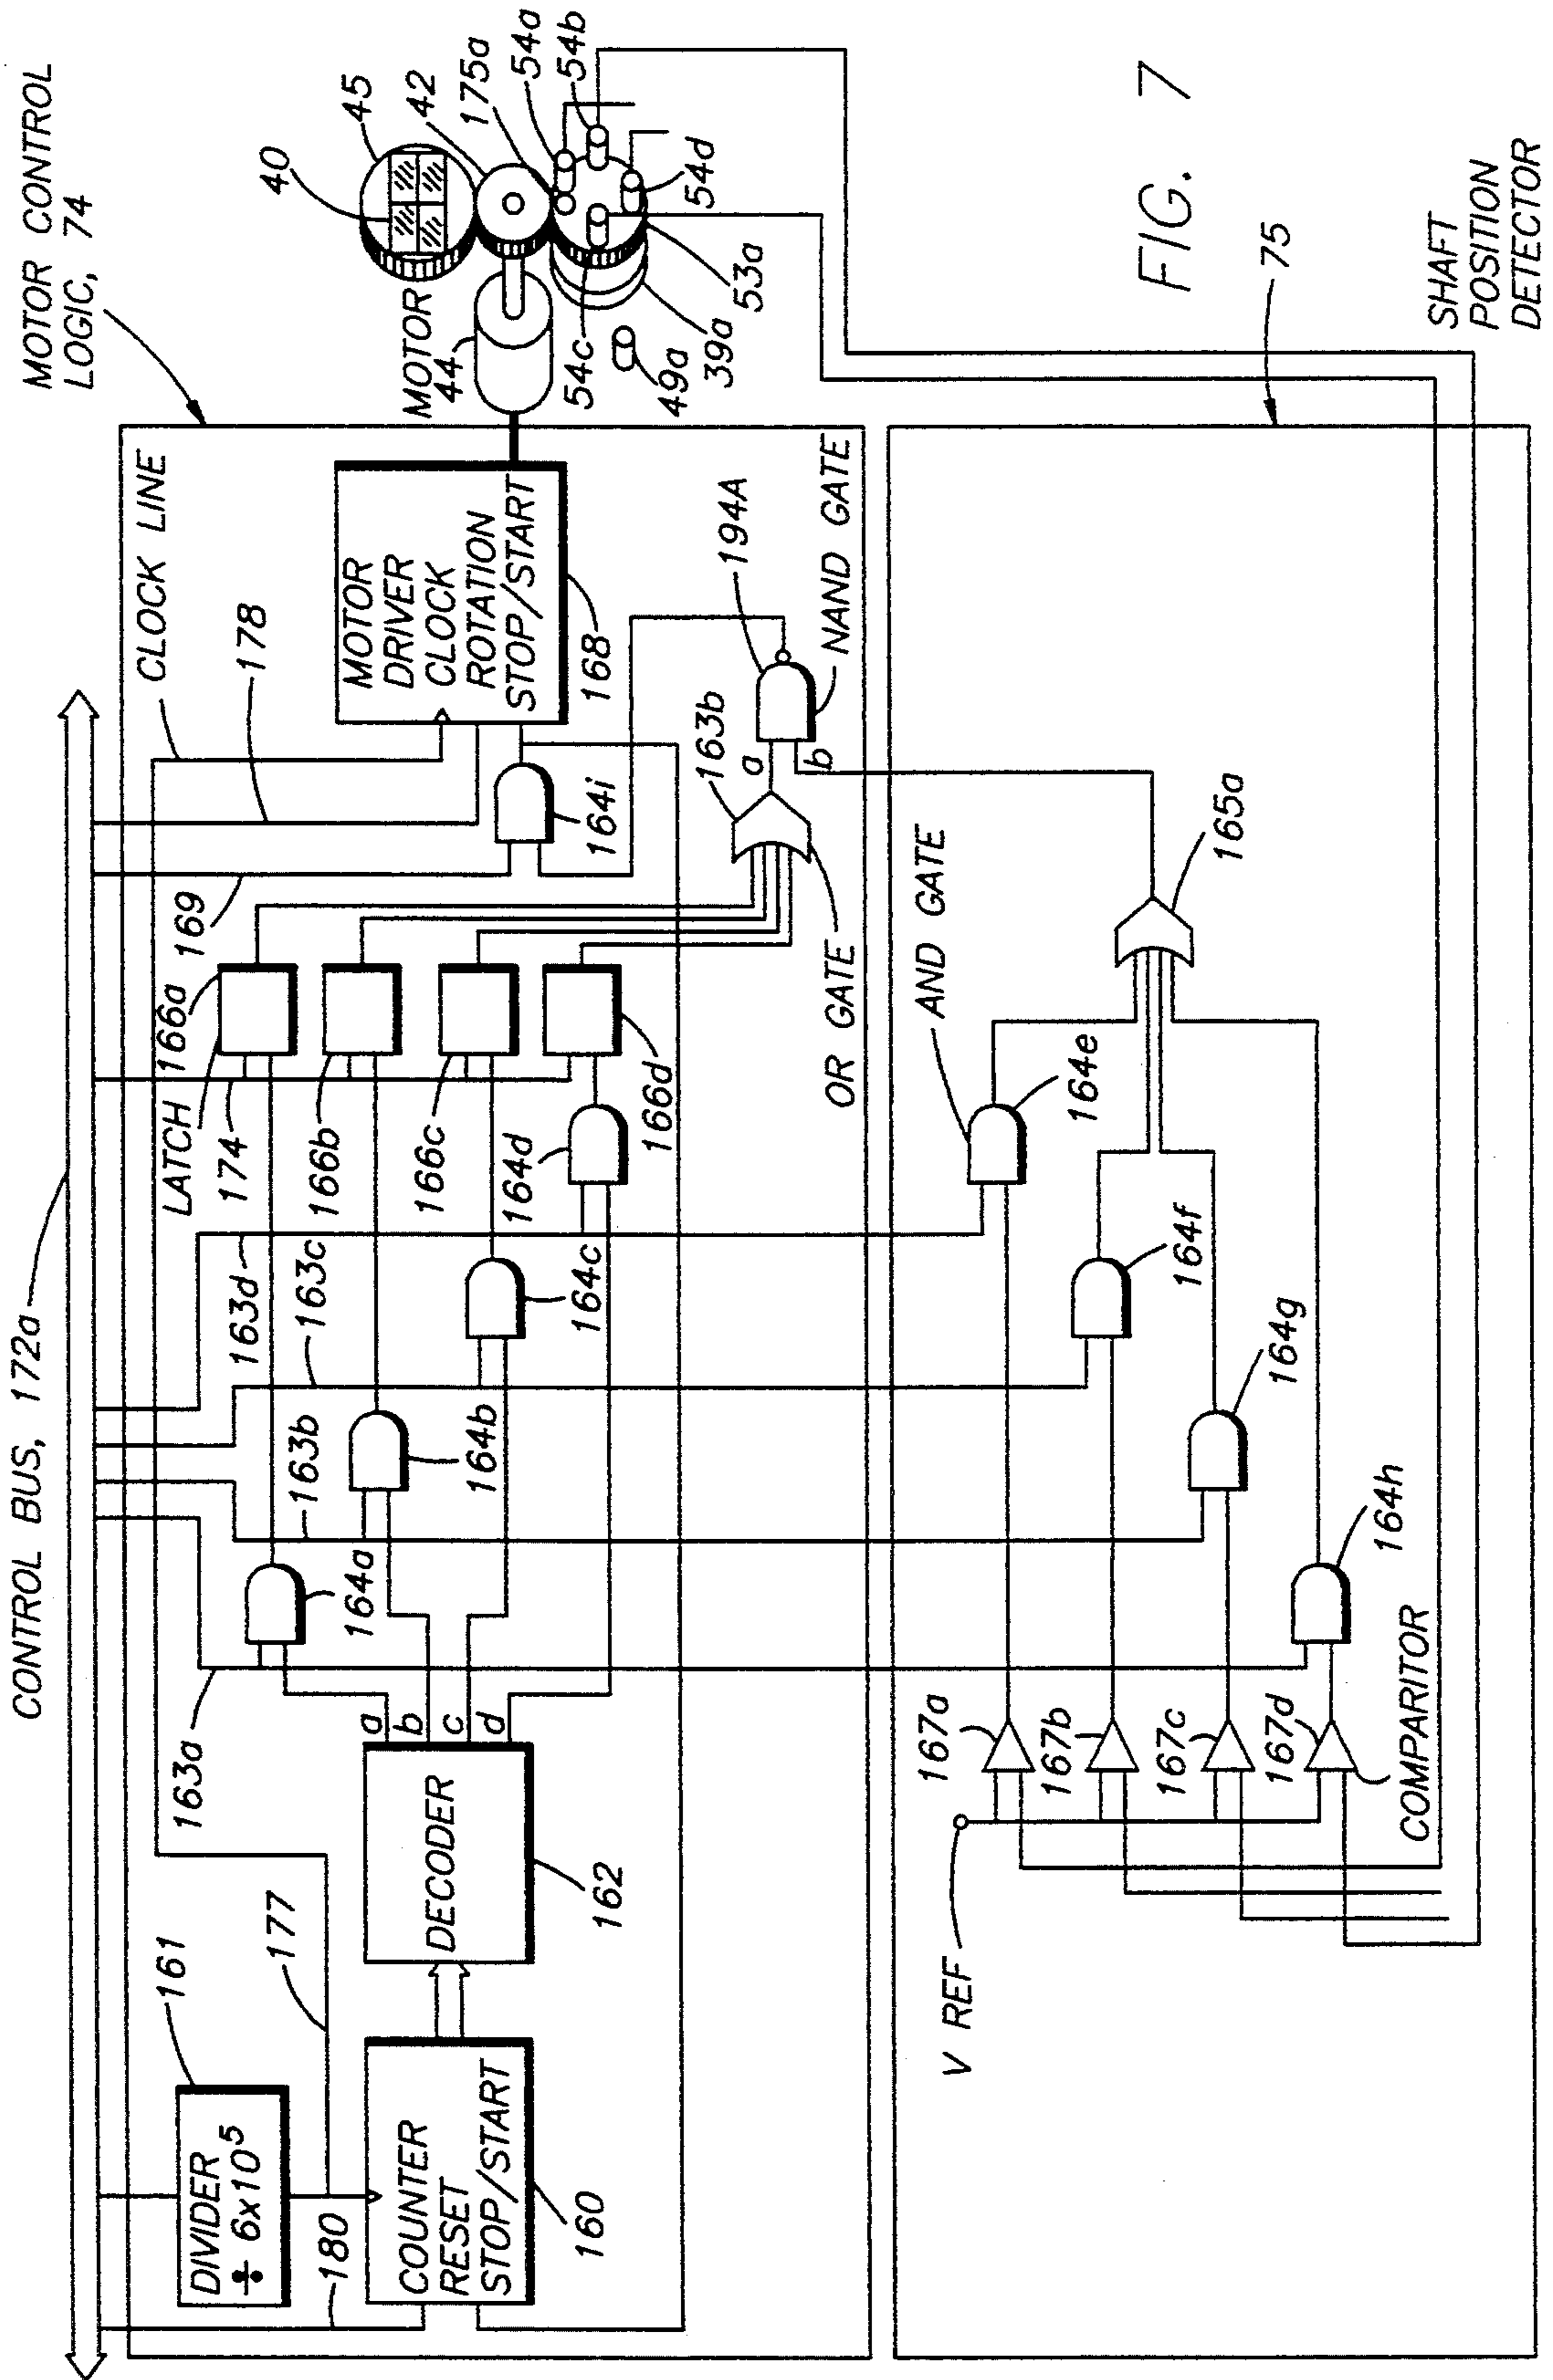 CONTROL BUS, 172a
MOTOR CONTROL
LOGIC, 74
DIVIDER
÷ 6x10⁵
161
177
180
COUNTER
RESET
STOP/START
160
DECODER
162
a
b
c
d
163a
163b
163c
163d
164a
164b
164c
164d
LATCH 166a
174
166b
166c
166d
169
178
CLOCK LINE
MOTOR
DRIVER
CLOCK
ROTATION
STOP/START
168
164i
163b
a
b
194A
NAND GATE
OR GATE
MOTOR
44
40
45
42
175a
54a
54b
54d
54c
53a
39a
49a
FIG. 7
75
SHAFT
POSITION
DETECTOR
V REF
167a
167b
167c
167d
COMPARITOR
AND GATE
164e
164f
164g
164h
165a